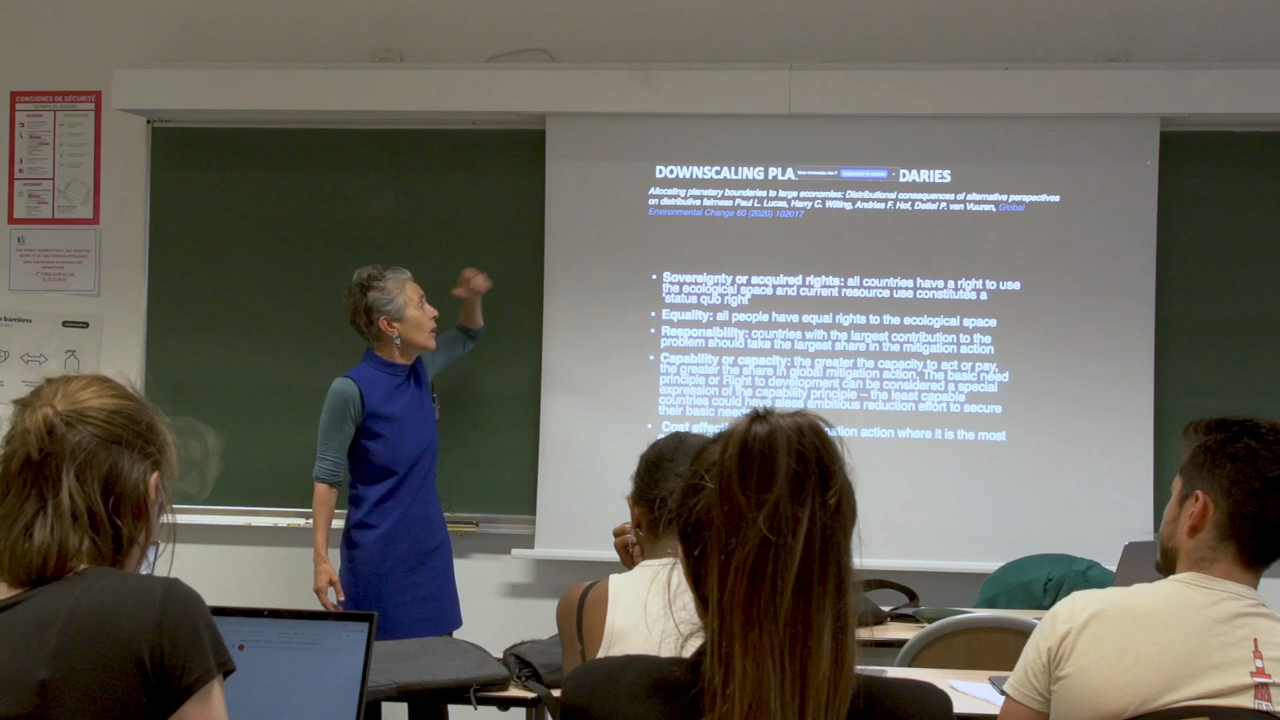 CONSIGNES DE SÉCURITÉ
DOWNSCALING PLA DARIES
Allocating planetary boundaries to large economies: Distributional consequences of alternative perspectives
on distributive fairness Paul L. Lucas, Harry C. Wilting, Andries F. Hof, Detlef P. van Vuuren, Global
Environmental Change 60 (2020) 102017
• Sovereignty or acquired rights: all countries have a right to use
the ecological space and current resource use constitutes a
'status quo right'
• Equality: all people have equal rights to the ecological space
• Responsibility: countries with the largest contribution to the
problem should take the largest share in the mitigation action
• Capability or capacity: the greater the capacity to act or pay,
the greater the share in global mitigation action. The basic need
principle or Right to development can be considered a special
expression of the capability principle – the least capable
countries could have aless ambitious reduction effort to secure
their basic needs
• Cost effecti ation action where it is the most
barrières